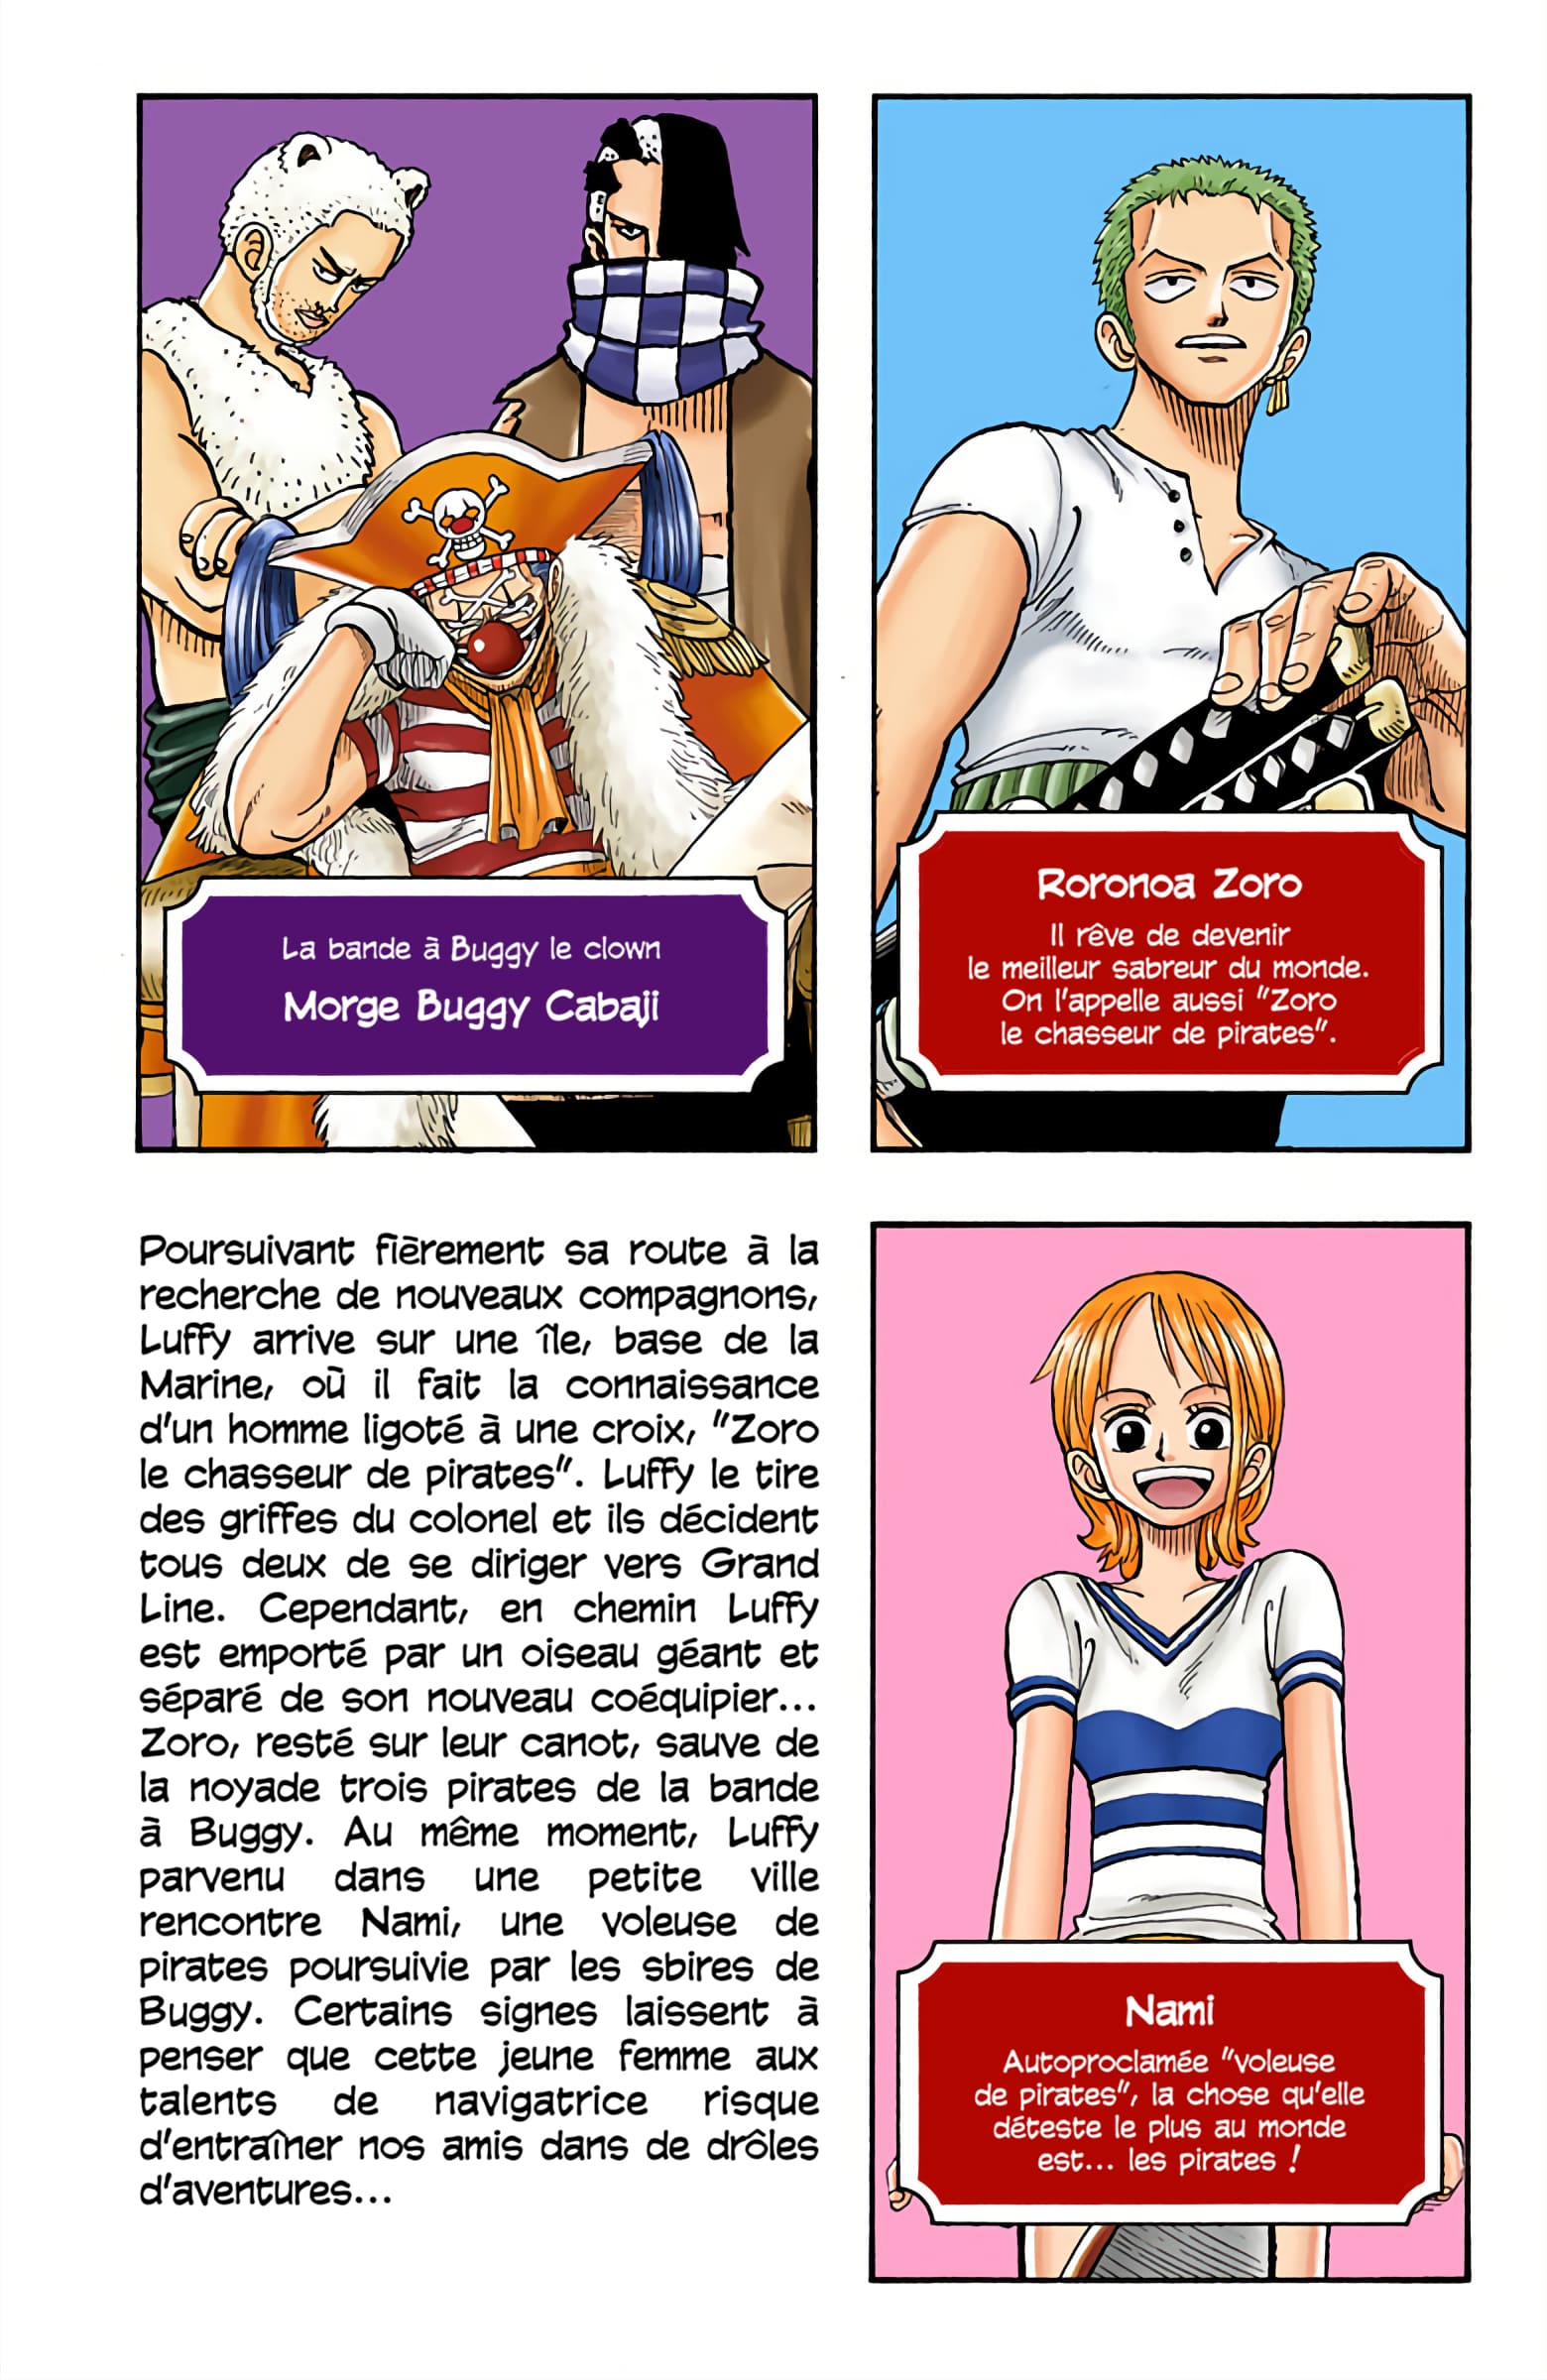 La bande à Buggy le clown
Morge Buggy Cabaji
Roronoa Zoro
Il rêve de devenir
le meilleur sabreur du monde.
On l'appelle aussi "Zoro
le chasseur de pirates".
Poursuivant fièrement sa route à la
recherche de nouveaux compagnons,
Luffy arrive sur une île, base de la
Marine, où il fait la connaissance
d'un homme ligoté à une croix, "Zoro
le chasseur de pirates". Luffy le tire
des griffes du colonel et ils décident
tous deux de se diriger vers Grand
Line. Cependant, en chemin Luffy
est emporté par un oiseau géant et
séparé de son nouveau coéquipier...
Zoro, resté sur leur canot, sauve de
la noyade trois pirates de la bande
à Buggy. Au même moment, Luffy
parvenu dans une petite ville
rencontre Nami, une voleuse de
pirates poursuivie par les sbires de
Buggy. Certains signes laissent à
penser que cette jeune femme aux
talents de navigatrice risque
d'entraîner nos amis dans de drôles
d'aventures...
Nami
Autoproclamée "voleuse
de pirates", la chose qu'elle
déteste le plus au monde
est... les pirates !